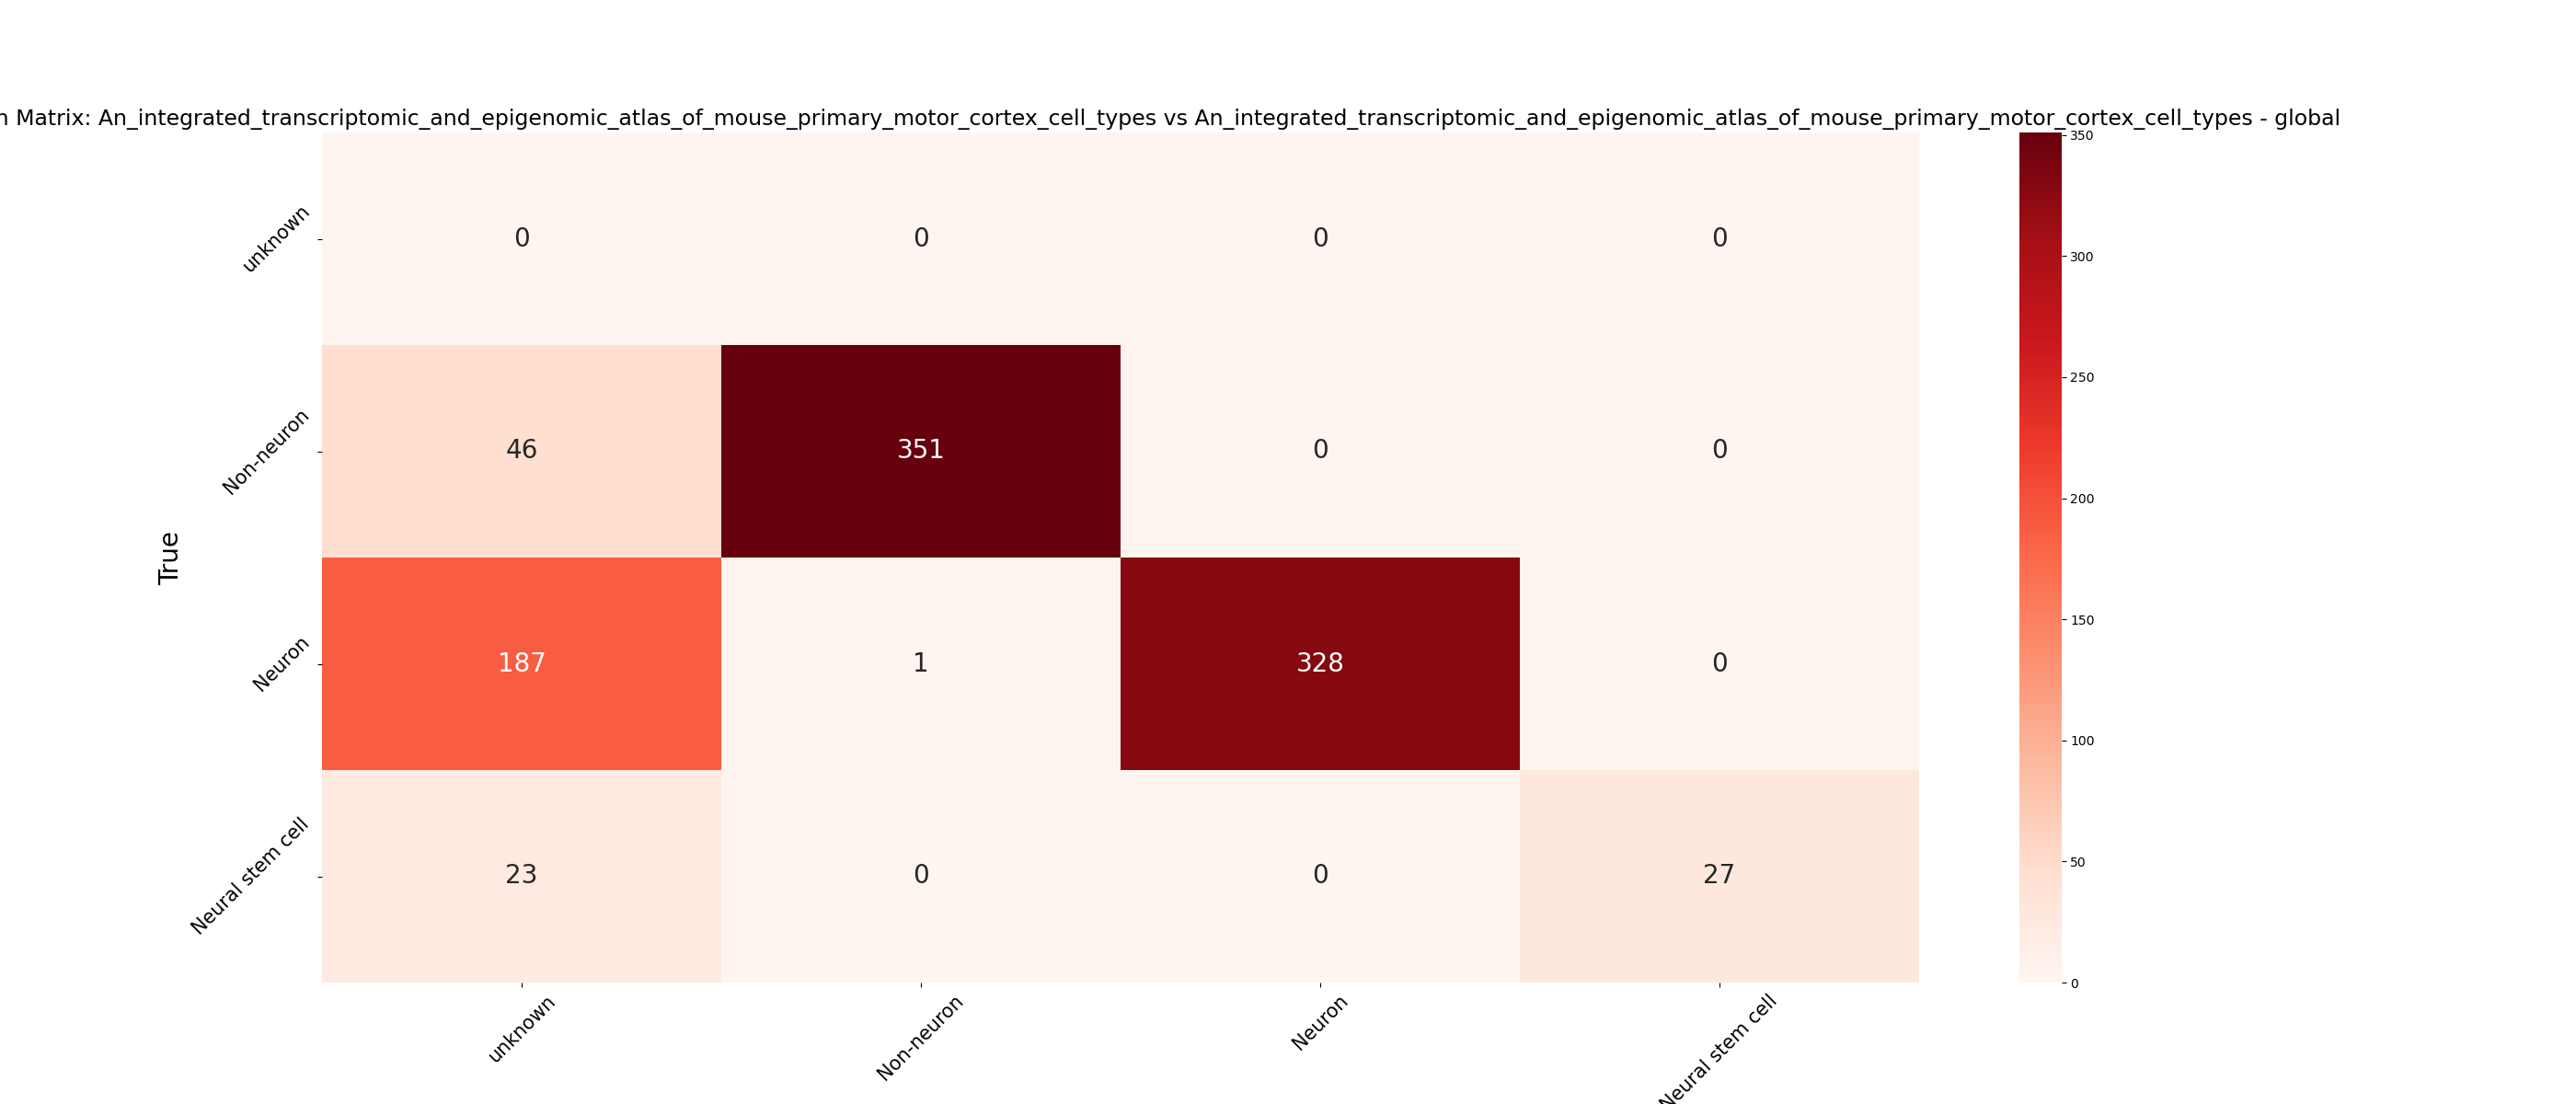 Matrix: An_integrated_transcriptomic_and_epigenomic_atlas_of_mouse_primary_motor_cortex_cell_types vs An_integrated_transcriptomic_and_epigenomic_atlas_of_mouse_primary_motor_cortex_cell_types - global
True
unknown 0 0 0 0
Non-neuron 46 351 0 0
Neuron 187 1 328 0
Neural stem cell 23 0 0 27
unknown Non-neuron Neuron Neural stem cell
350
300
250
200
150
100
50
0